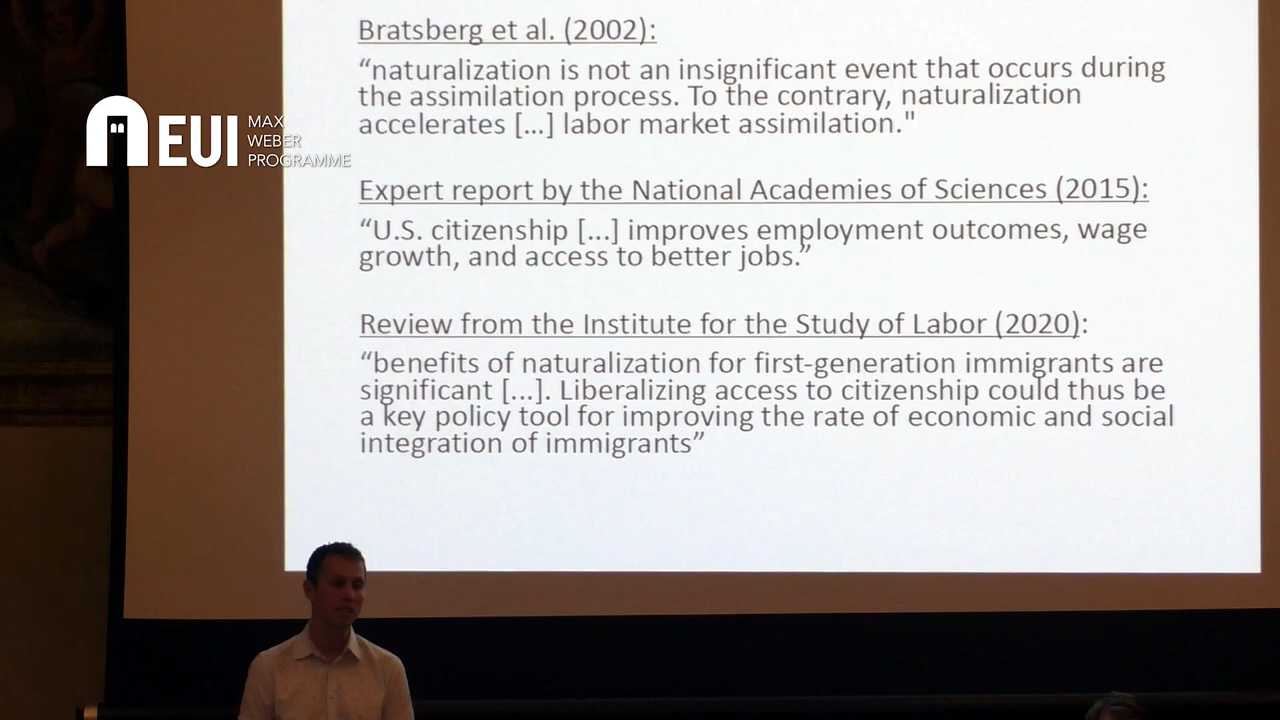 Bratsberg et al. (2002):
“naturalization is not an insignificant event that occurs during
the assimilation process. To the contrary, naturalization
accelerates [...] labor market assimilation."
EUI
MAX
WEBER
PROGRAMME
Expert report by the National Academies of Sciences (2015):
“U.S. citizenship [...] improves employment outcomes, wage
growth, and access to better jobs.”
Review from the Institute for the Study of Labor (2020):
“benefits of naturalization for first-generation immigrants are
significant [...]. Liberalizing access to citizenship could thus be
a key policy tool for improving the rate of economic and social
integration of immigrants”